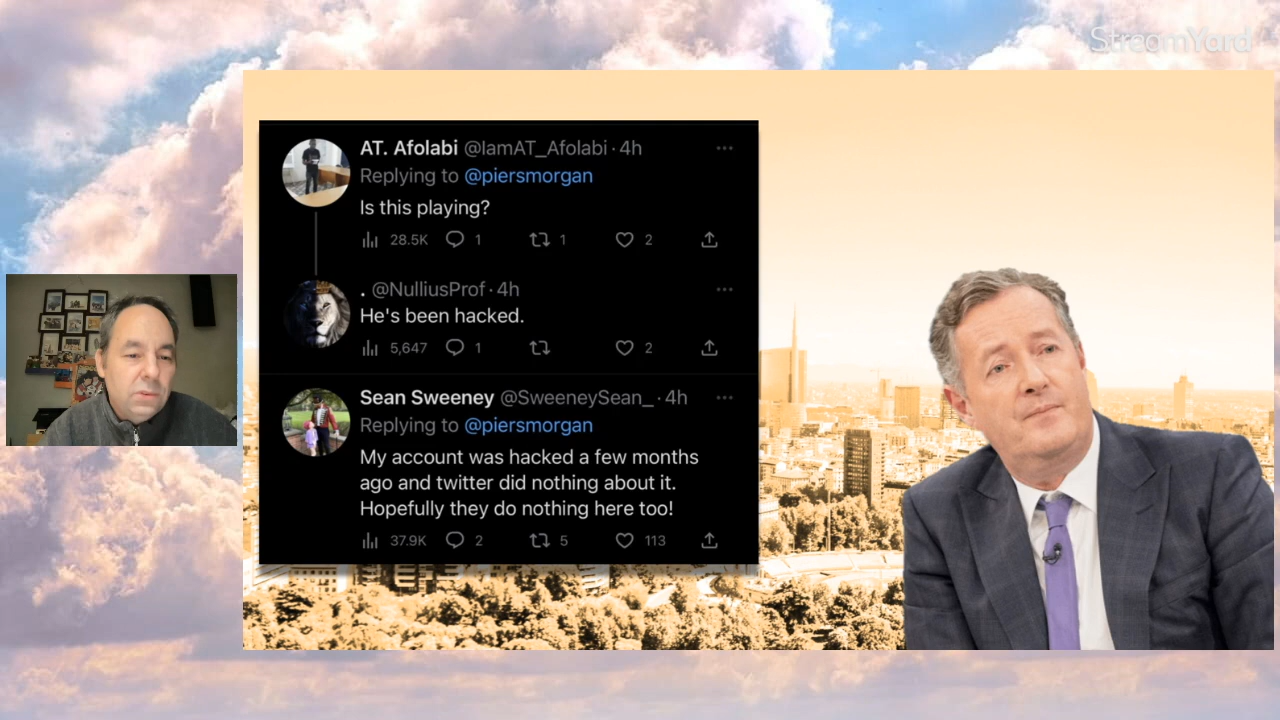 StreamYard
AT. Afolabi @IamAT_Afolabi · 4h
Replying to @piersmorgan
Is this playing?
28.5K 1 1 2
. @NulliusProf · 4h
He's been hacked.
5,647 1 2
Sean Sweeney @SweeneySean_ · 4h
Replying to @piersmorgan
My account was hacked a few months
ago and twitter did nothing about it.
Hopefully they do nothing here too!
37.9K 2 5 113